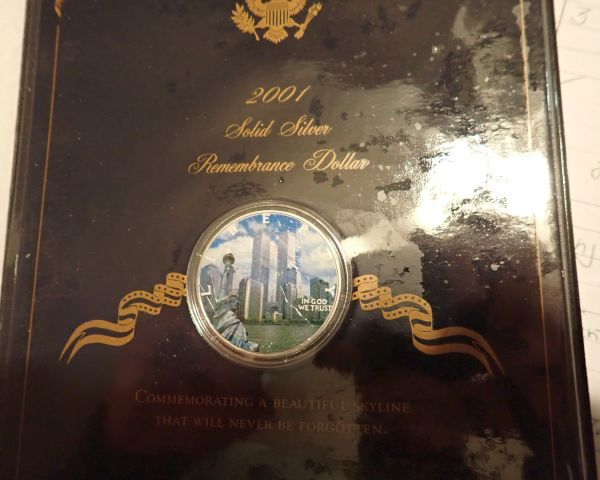 2001
Solid Silver
Remembrance Dollar
IN GOD
WE TRUST
COMMEMORATING A BEAUTIFUL SKYLINE
THAT WILL NEVER BE FORGOTTEN.